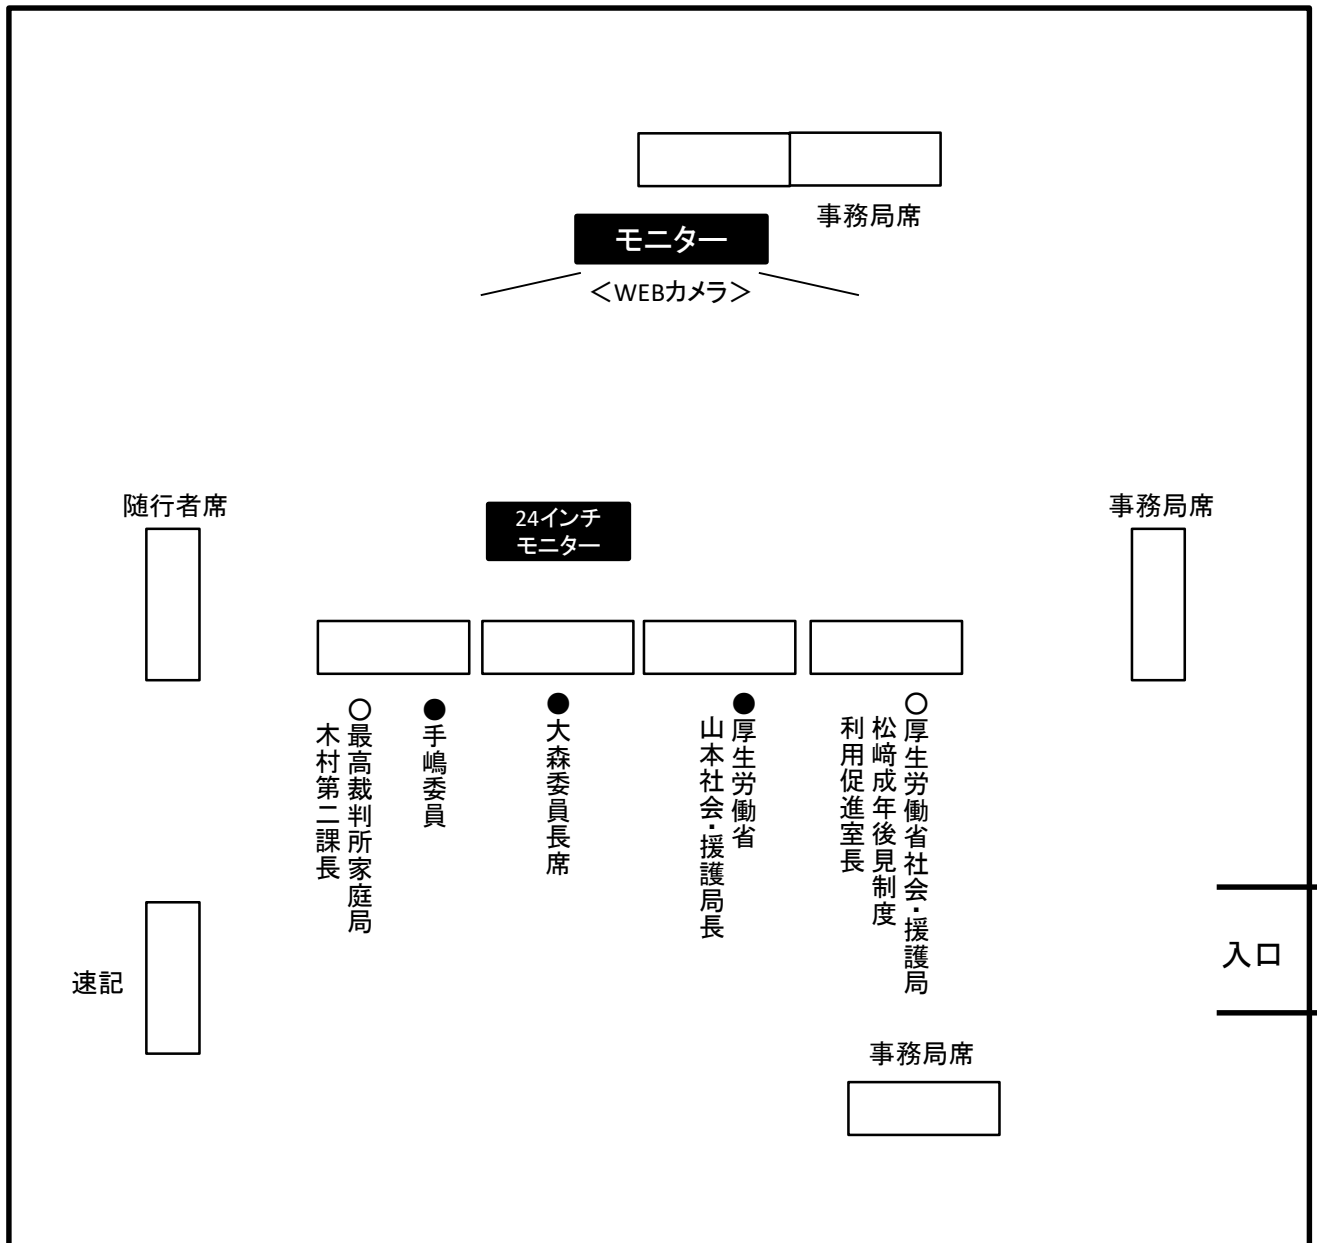 事務局席
モニター
＜WEBカメラ＞
随行者席
24インチ
モニター
事務局席
○最高裁判所家庭局
木村第二課長
●手嶋委員
●大森委員長席
●厚生労働省
山本社会・援護局長
○厚生労働省社会・援護局
松﨑成年後見制度
利用促進室長
入口
速記
事務局席